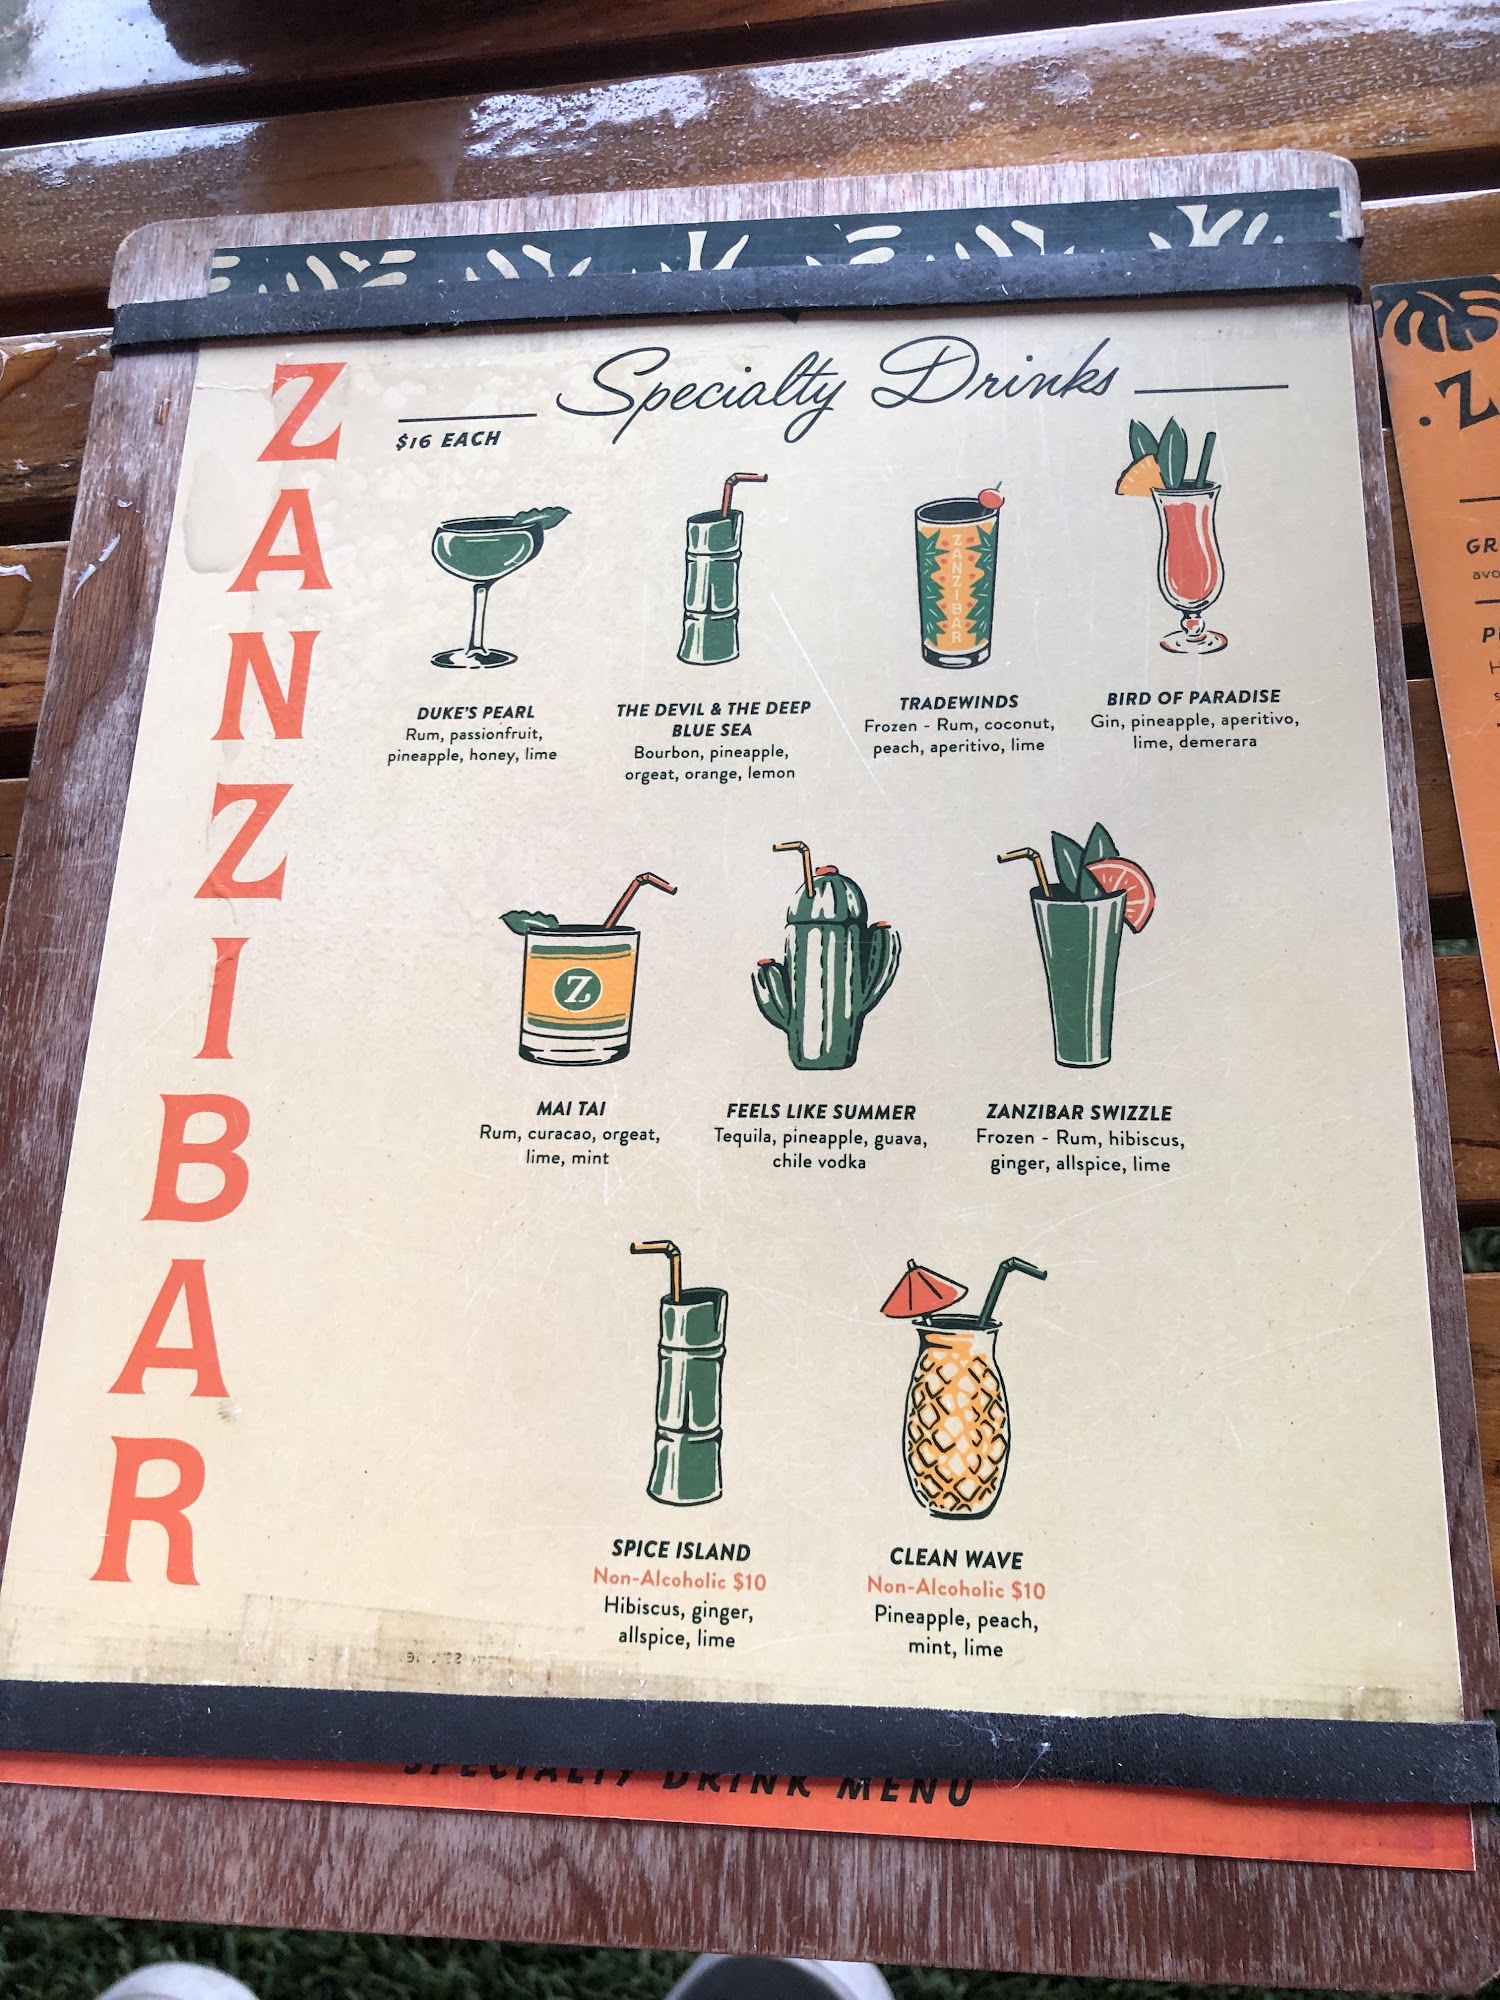 ZANZIBAR
Specialty Drinks
$16 EACH
ZANZIBAR
DUKE'S PEARL
Rum, passionfruit,
pineapple, honey, lime
THE DEVIL & THE DEEP
BLUE SEA
Bourbon, pineapple,
orgeat, orange, lemon
TRADEWINDS
Frozen - Rum, coconut,
peach, aperitivo, lime
BIRD OF PARADISE
Gin, pineapple, aperitivo,
lime, demerara
Z
MAI TAI
Rum, curacao, orgeat,
lime, mint
FEELS LIKE SUMMER
Tequila, pineapple, guava,
chile vodka
ZANZIBAR SWIZZLE
Frozen - Rum, hibiscus,
ginger, allspice, lime
SPICE ISLAND
Non-Alcoholic $10
Hibiscus, ginger,
allspice, lime
CLEAN WAVE
Non-Alcoholic $10
Pineapple, peach,
mint, lime
SPECIALTY DRINK MENU